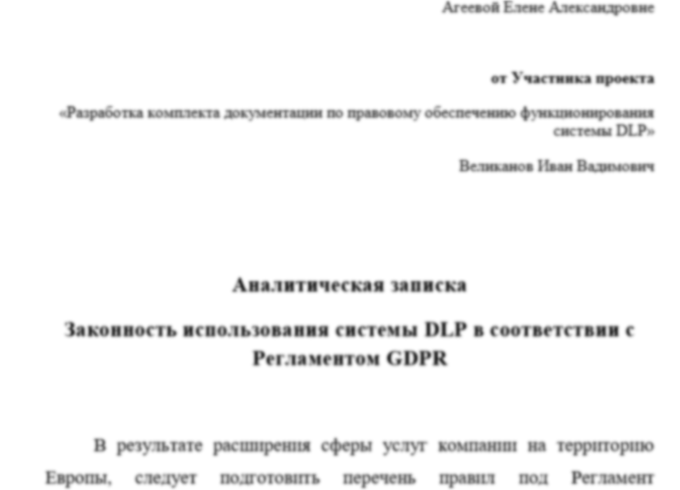 Агеевой Елене Александровне
от Участника проекта
«Разработка комплекта документации по правовому обеспечению функционирования
системы DLP»
Великанов Иван Вадимович
Аналитическая записка
Законность использования системы DLP в соответствии с
Регламентом GDPR
В результате расширения сферы услуг компании на территорию
Европы, следует подготовить перечень правил под Регламент